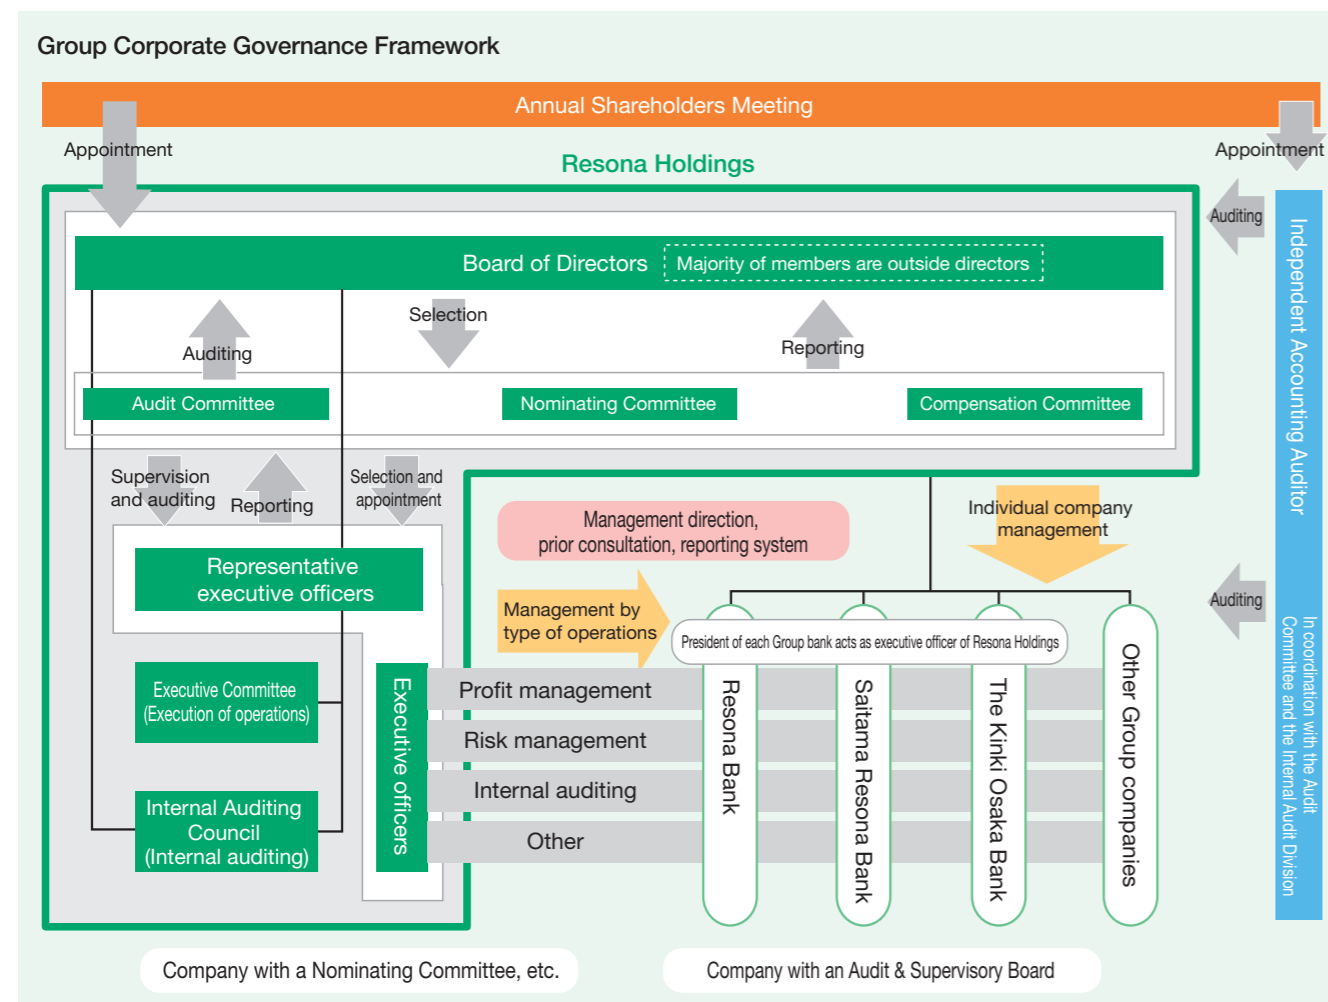 Group Corporate Governance Framework
Annual Shareholders Meeting
Appointment
Appointment
Resona Holdings
Auditing
Board of Directors
Majority of members are outside directors
Selection
Auditing
Reporting
Audit Committee
Nominating Committee
Compensation Committee
Supervision
and auditing
Reporting
Selection and
appointment
Representative
executive officers
Executive Committee
(Execution of operations)
Internal Auditing
Council
(Internal auditing)
Executive officers
Management direction,
prior consultation, reporting system
Individual company
management
Management by
type of operations
President of each Group bank acts as executive officer of Resona Holdings
Profit management
Risk management
Internal auditing
Other
Resona Bank
Saitama Resona Bank
The Kinki Osaka Bank
Other Group companies
Auditing
Independent Accounting Auditor
In coordination with the Audit
Committee and the Internal Audit Division
Company with a Nominating Committee, etc.
Company with an Audit & Supervisory Board